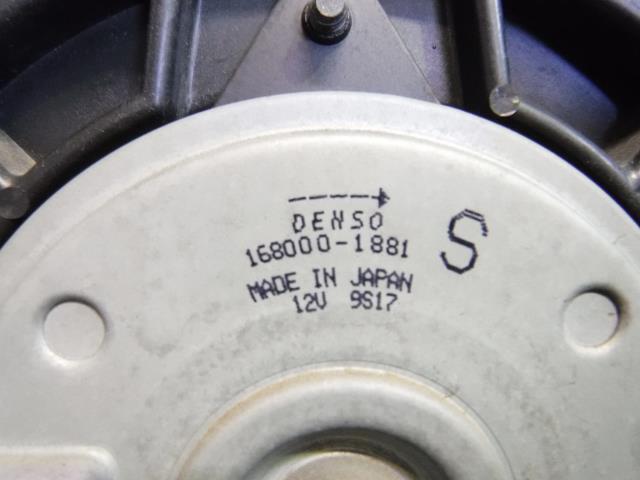 DENSO
168000-1881
S
MADE IN JAPAN
12V 9S17